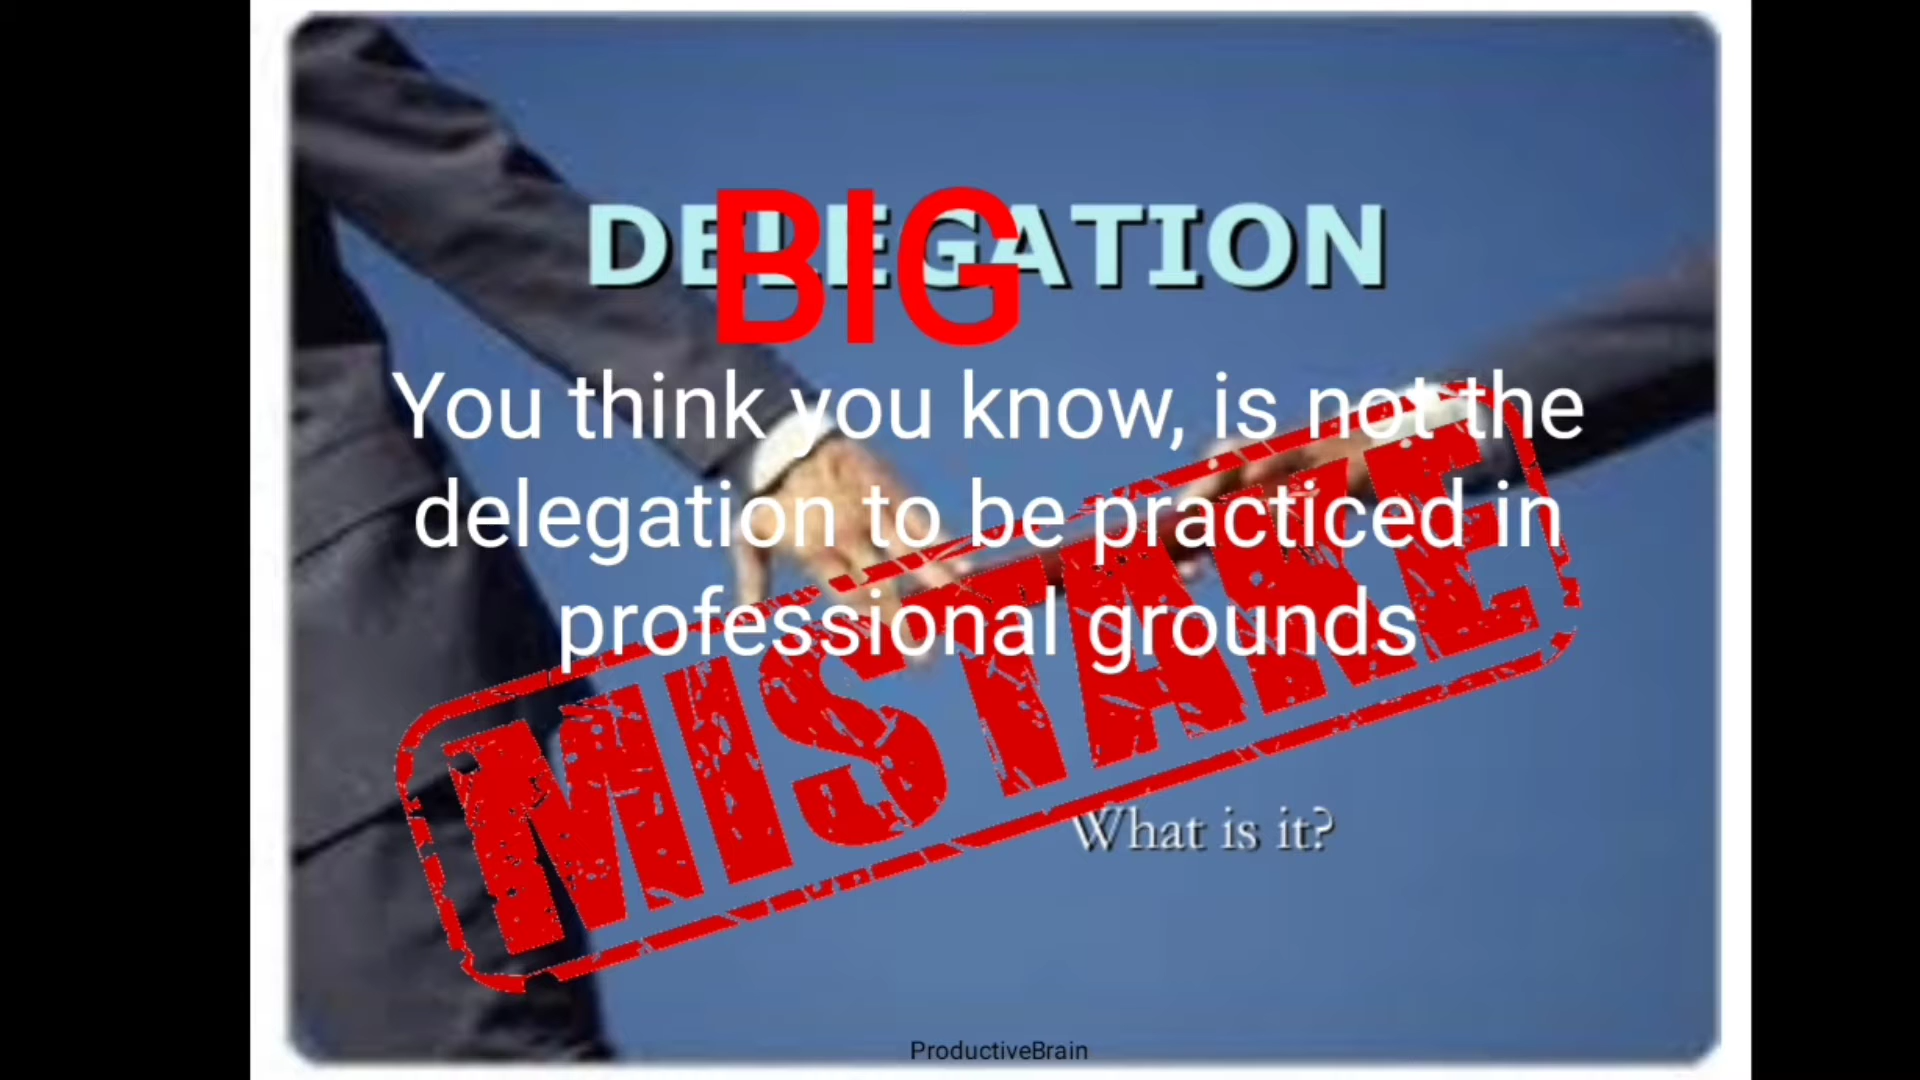 DELEGATION
BIG
You think you know, is not the
delegation to be practiced in
professional grounds
MISTAKE
What is it?
ProductiveBrain